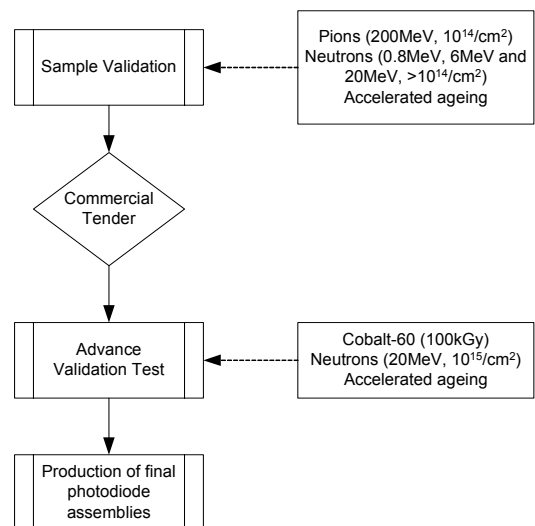 Sample Validation
Pions (200MeV, 10¹⁴/cm²)
Neutrons (0.8MeV, 6MeV and
20MeV, >10¹⁴/cm²)
Accelerated ageing
Commercial
Tender
Advance
Validation Test
Cobalt-60 (100kGy)
Neutrons (20MeV, 10¹⁵/cm²)
Accelerated ageing
Production of final
photodiode
assemblies